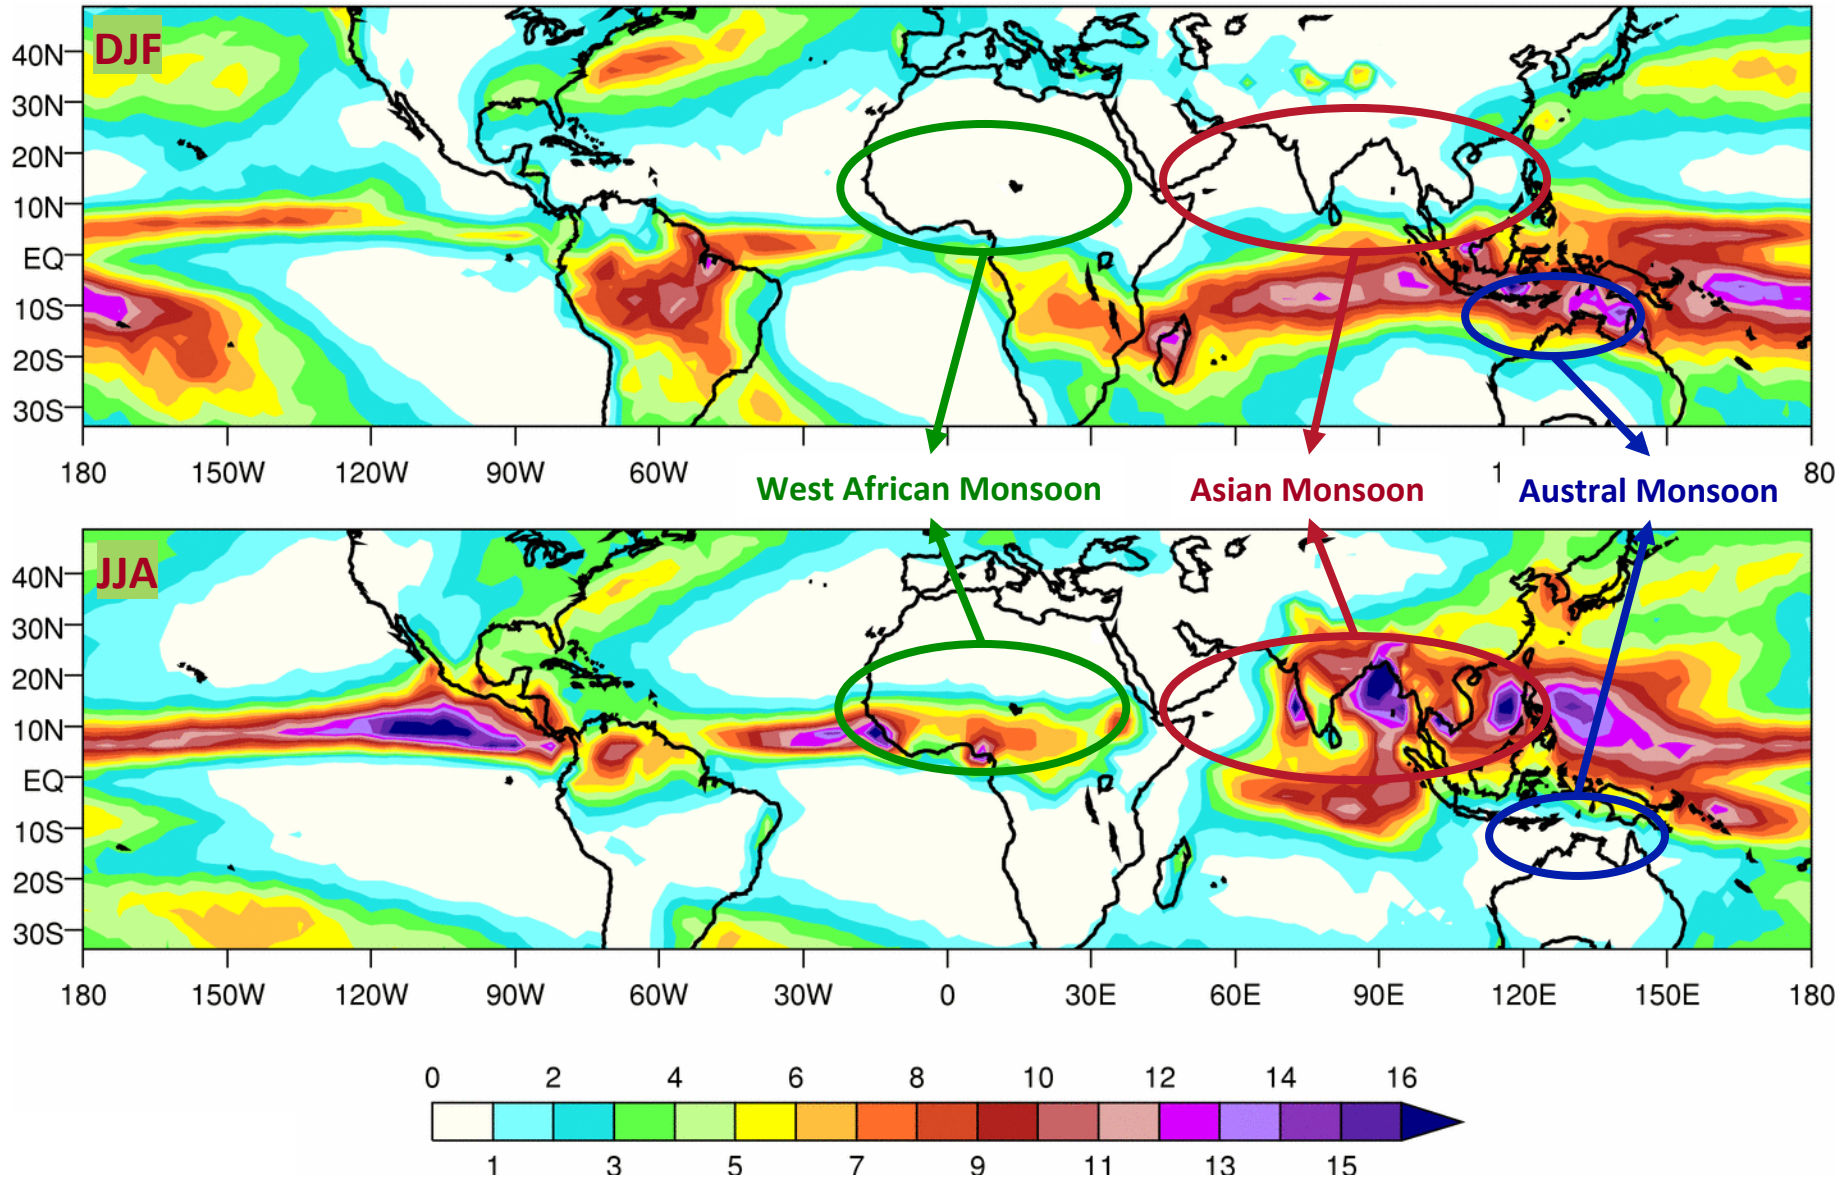 DJF
40N
30N
20N
10N
EQ
10S
20S
30S
180 150W 120W 90W 60W 1 80
West African Monsoon Asian Monsoon Austral Monsoon
JJA
40N
30N
20N
10N
EQ
10S
20S
30S
180 150W 120W 90W 60W 30W 0 30E 60E 90E 120E 150E 180
0 2 4 6 8 10 12 14 16
1 3 5 7 9 11 13 15